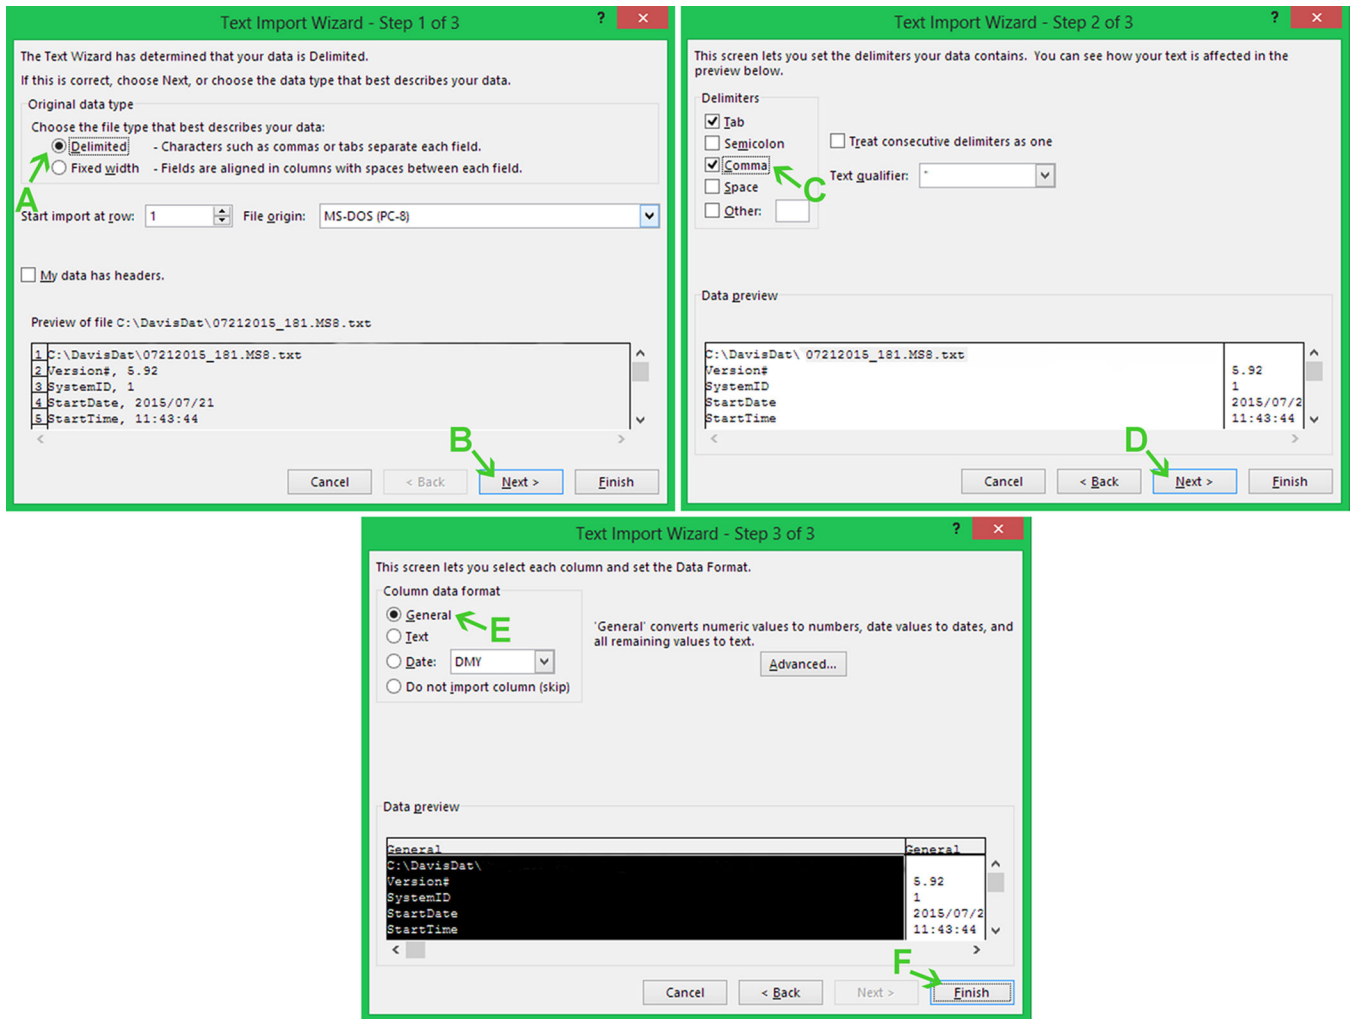 Text Import Wizard - Step 1 of 3
?
The Text Wizard has determined that your data is Delimited.
If this is correct, choose Next, or choose the data type that best describes your data.
Original data type
Choose the file type that best describes your data:
Delimited - Characters such as commas or tabs separate each field.
Fixed width - Fields are aligned in columns with spaces between each field.
A
Start import at row: 1 File origin: MS-DOS (PC-8)
My data has headers.
Preview of file C:\DavisDat\07212015_181.MS8.txt
1 C:\DavisDat\07212015_181.MS8.txt
2 Version#, 5.92
3 SystemID, 1
4 StartDate, 2015/07/21
5 StartTime, 11:43:44
B
Cancel < Back Next > Finish
Text Import Wizard - Step 2 of 3
?
This screen lets you set the delimiters your data contains. You can see how your text is affected in the
preview below.
Delimiters
Tab
Semicolon
Comma
Space
Other:
C
Treat consecutive delimiters as one
Text qualifier: "
Data preview
C:\DavisDat\ 07212015_181.MS8.txt
Version# 5.92
SystemID 1
StartDate 2015/07/2
StartTime 11:43:44
D
Cancel < Back Next > Finish
Text Import Wizard - Step 3 of 3
?
This screen lets you select each column and set the Data Format.
Column data format
General
E
Text
Date: DMY
Do not import column (skip)
'General' converts numeric values to numbers, date values to dates, and
all remaining values to text.
Advanced...
Data preview
General General
C:\DavisDat\
Version# 5.92
SystemID 1
StartDate 2015/07/2
StartTime 11:43:44
F
Cancel < Back Next > Finish